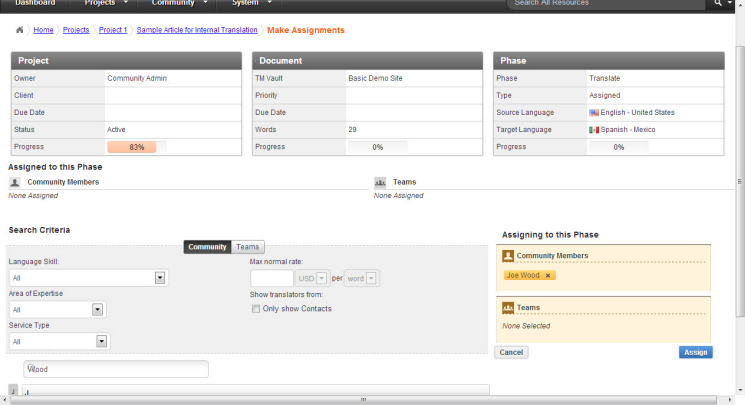 Dashboard Projects Community System Search All Resources
Home Projects Project 1 Sample Article for Internal Translation Make Assignments
Project
Owner Community Admin
Client
Due Date
Status Active
Progress 83%
Document
TM Vault Basic Demo Site
Priority
Due Date
Words 29
Progress 0%
Phase
Phase Translate
Type Assigned
Source Language English - United States
Target Language Spanish - Mexico
Progress 0%
Assigned to this Phase
Community Members
None Assigned
Teams
None Assigned
Search Criteria
Community Teams
Language Skill:
All
Area of Expertise
All
Service Type
All
Max normal rate:
USD per word
Show translators from:
Only show Contacts
Wood
J J
Assigning to this Phase
Community Members
Joe Wood x
Teams
None Selected
Cancel Assign